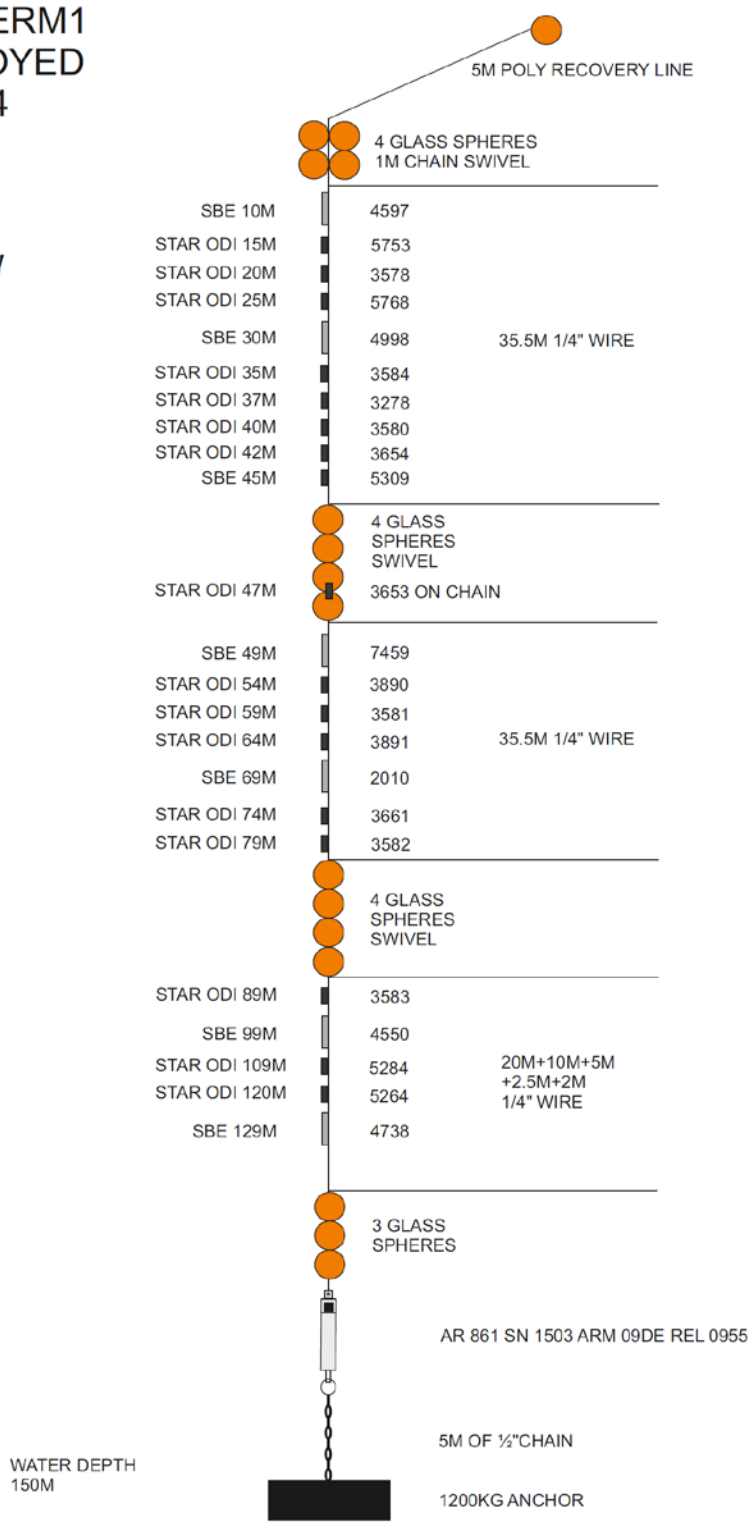 ERM1
OYED
4
5M POLY RECOVERY LINE
4 GLASS SPHERES
1M CHAIN SWIVEL
SBE 10M 4597
STAR ODI 15M 5753
STAR ODI 20M 3578
STAR ODI 25M 5768
SBE 30M 4998 35.5M 1/4" WIRE
STAR ODI 35M 3584
STAR ODI 37M 3278
STAR ODI 40M 3580
STAR ODI 42M 3654
SBE 45M 5309
4 GLASS
SPHERES
SWIVEL
STAR ODI 47M 3653 ON CHAIN
SBE 49M 7459
STAR ODI 54M 3890
STAR ODI 59M 3581
STAR ODI 64M 3891 35.5M 1/4" WIRE
SBE 69M 2010
STAR ODI 74M 3661
STAR ODI 79M 3582
4 GLASS
SPHERES
SWIVEL
STAR ODI 89M 3583
SBE 99M 4550
STAR ODI 109M 5284
STAR ODI 120M 5264
SBE 129M 4738
20M+10M+5M
+2.5M+2M
1/4" WIRE
3 GLASS
SPHERES
AR 861 SN 1503 ARM 09DE REL 0955
5M OF ½"CHAIN
WATER DEPTH
150M
1200KG ANCHOR